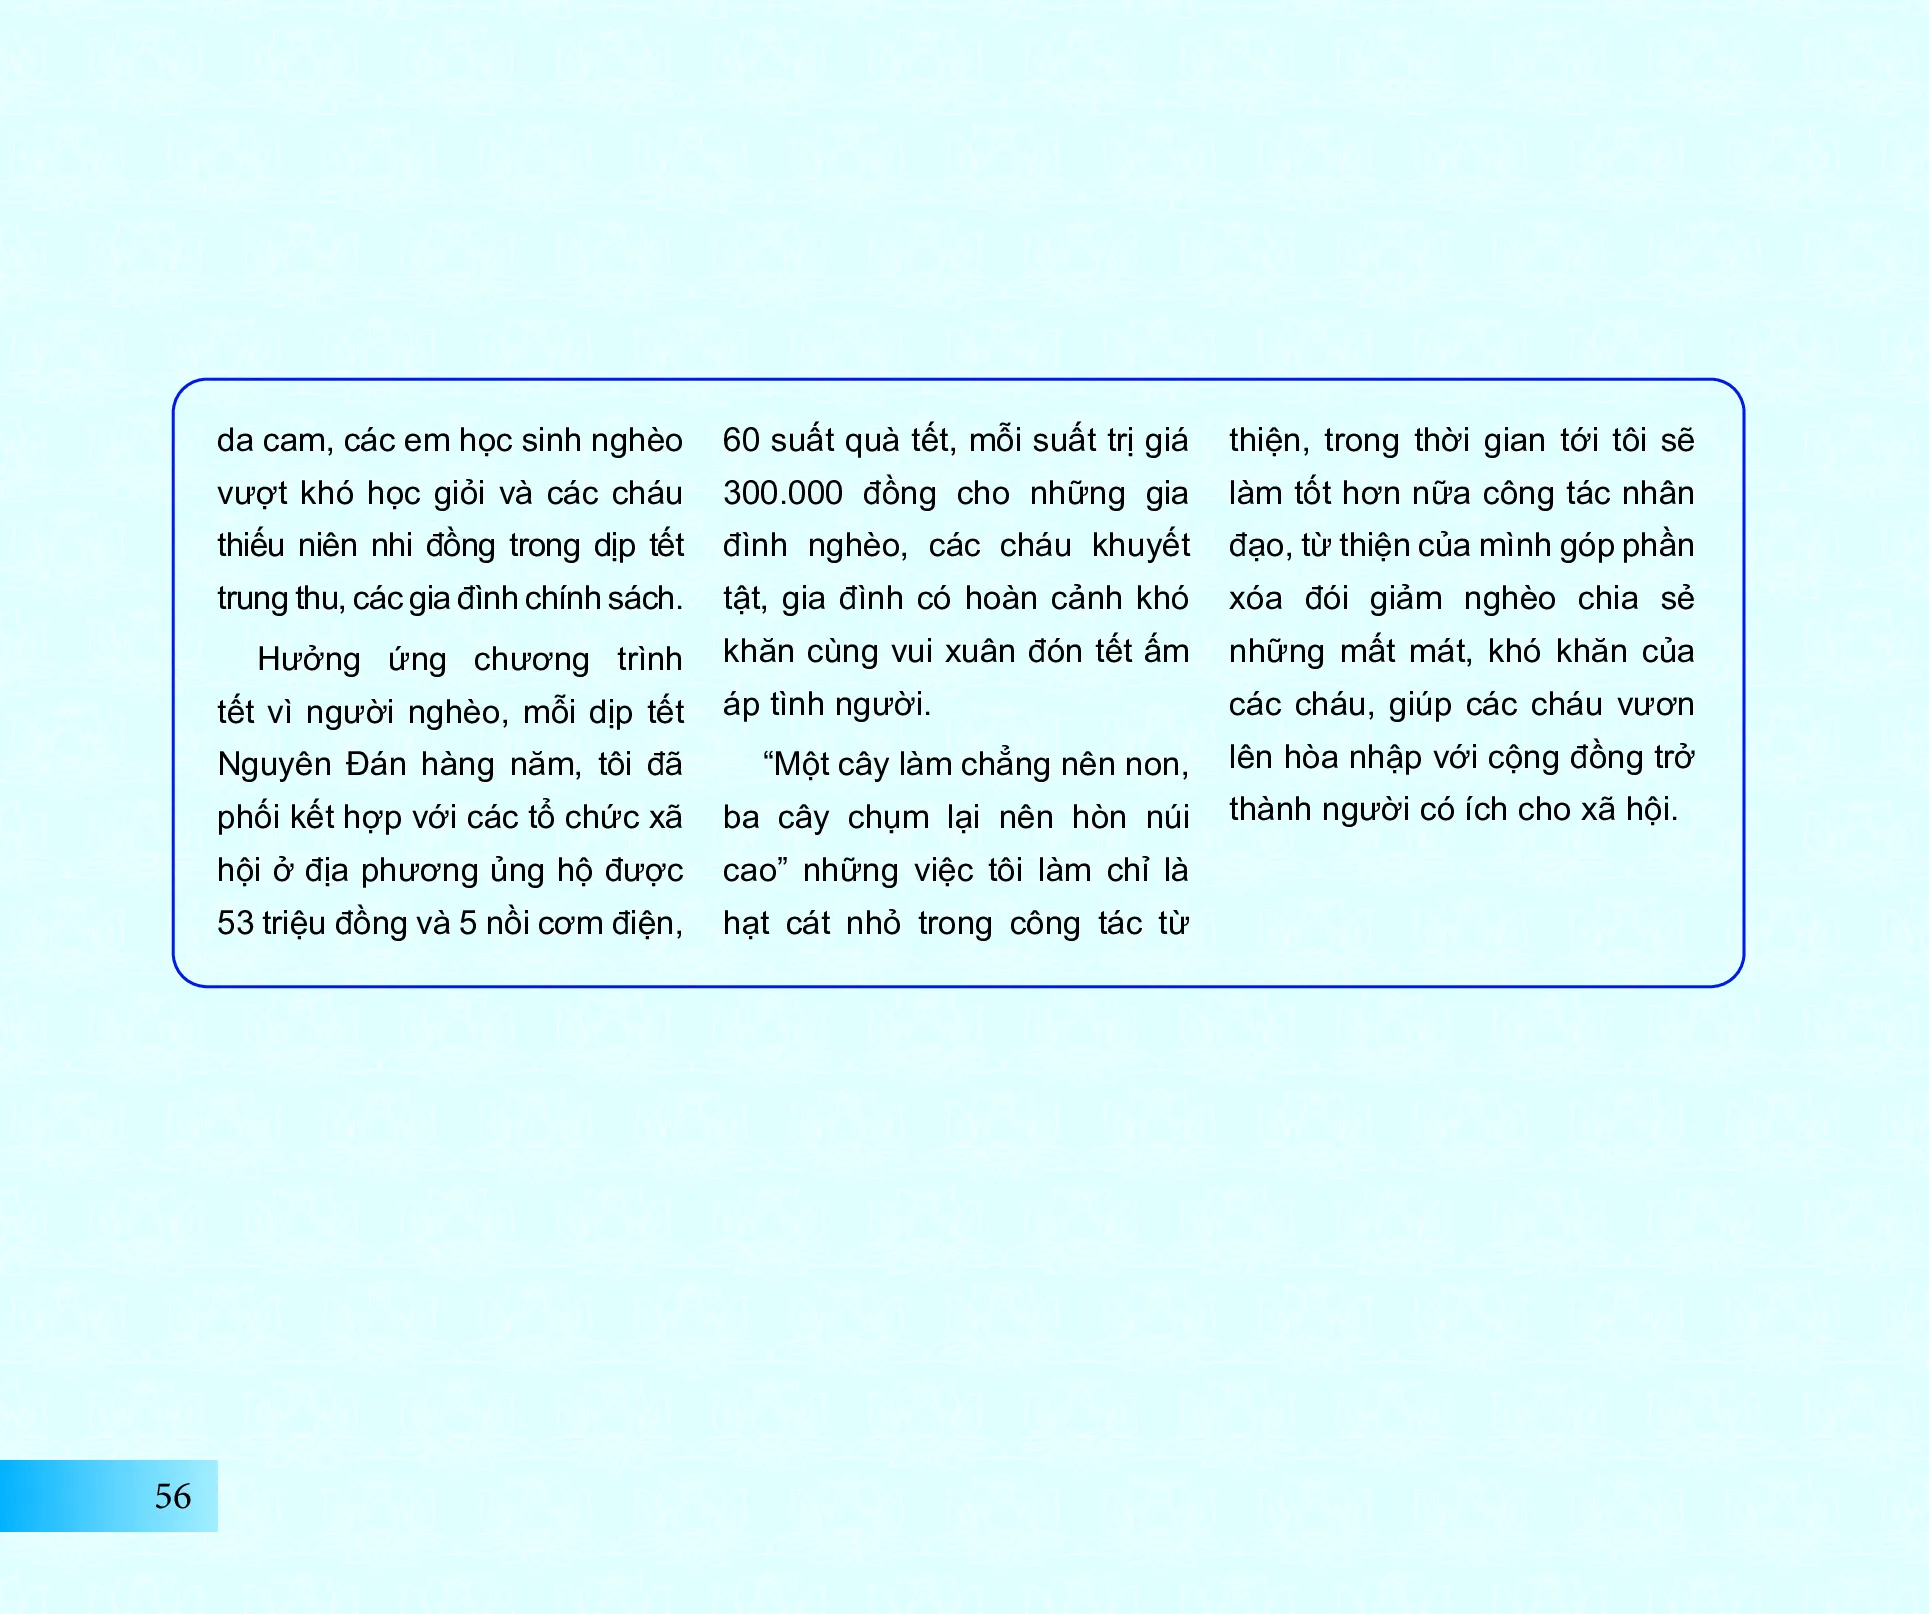 da cam, các em học sinh nghèo
vượt khó học giỏi và các cháu
thiếu niên nhi đồng trong dịp tết
trung thu, các gia đình chính sách.
Hưởng ứng chương trình
tết vì người nghèo, mỗi dịp tết
Nguyên Đán hàng năm, tôi đã
phối kết hợp với các tổ chức xã
hội ở địa phương ủng hộ được
53 triệu đồng và 5 nồi cơm điện,
60 suất quà tết, mỗi suất trị giá
300.000 đồng cho những gia
đình nghèo, các cháu khuyết
tật, gia đình có hoàn cảnh khó
khăn cùng vui xuân đón tết ấm
áp tình người.
“Một cây làm chẳng nên non,
ba cây chụm lại nên hòn núi
cao” những việc tôi làm chỉ là
hạt cát nhỏ trong công tác từ
thiện, trong thời gian tới tôi sẽ
làm tốt hơn nữa công tác nhân
đạo, từ thiện của mình góp phần
xóa đói giảm nghèo chia sẻ
những mất mát, khó khăn của
các cháu, giúp các cháu vươn
lên hòa nhập với cộng đồng trở
thành người có ích cho xã hội.
56